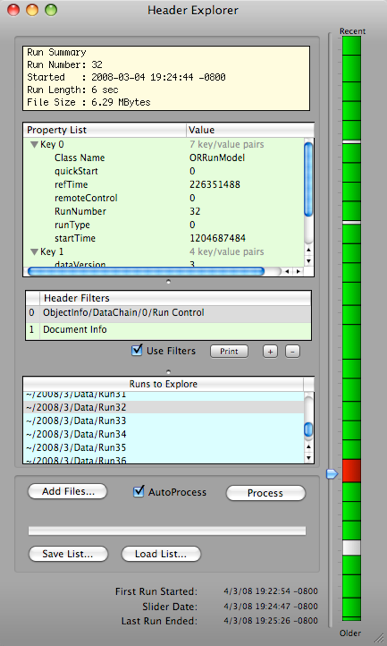 Header Explorer
Recent
Run Summary
Run Number: 32
Started   : 2008-03-04 19:24:44 -0800
Run Length: 6 sec
File Size : 6.29 MBytes
Property List Value
Key 0 7 key/value pairs
Class Name ORRunModel
quickStart 0
refTime 226351488
remoteControl 0
RunNumber 32
runType 0
startTime 1204687484
Key 1 4 key/value pairs
dataVersion 3
Header Filters
0 ObjectInfo/DataChain/0/Run Control
1 Document Info
Use Filters Print + -
Runs to Explore
~/2008/3/Data/Run31
~/2008/3/Data/Run32
~/2008/3/Data/Run33
~/2008/3/Data/Run34
~/2008/3/Data/Run35
~/2008/3/Data/Run36
Add Files... AutoProcess Process
Save List... Load List...
First Run Started: 4/3/08 19:22:54 -0800
Slider Date: 4/3/08 19:24:47 -0800
Last Run Ended: 4/3/08 19:25:26 -0800
Older